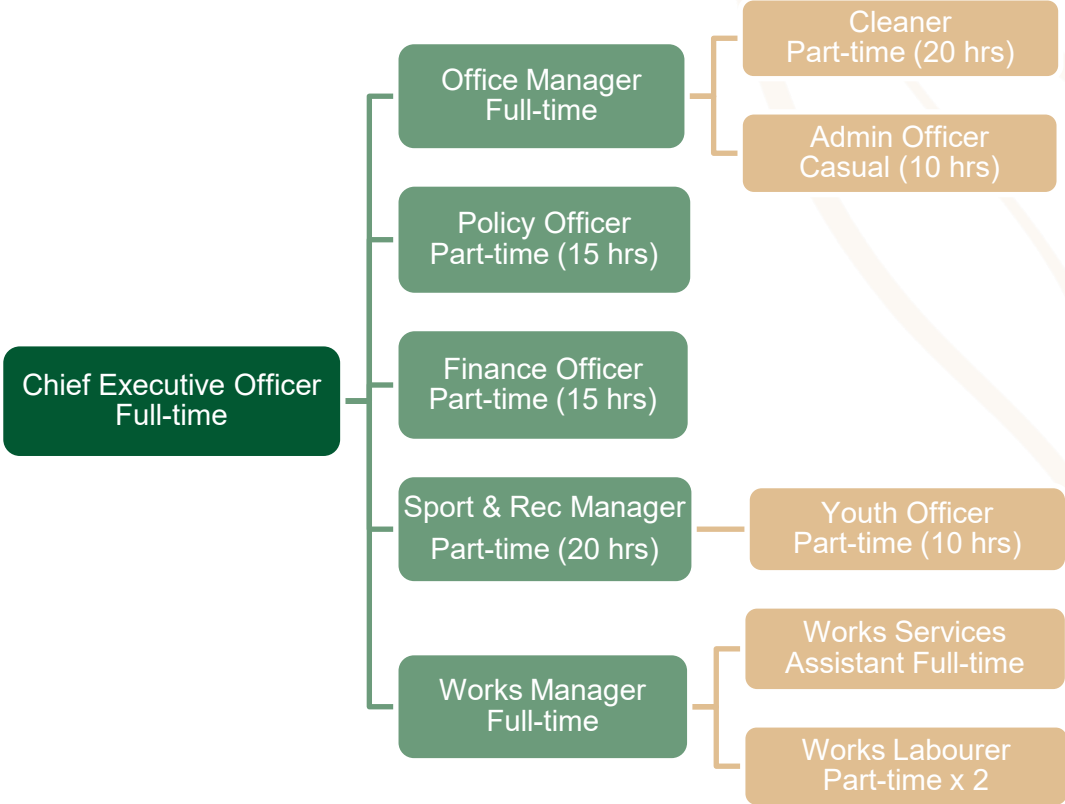 Chief Executive Officer
Full-time
Office Manager
Full-time
Cleaner
Part-time (20 hrs)
Admin Officer
Casual (10 hrs)
Policy Officer
Part-time (15 hrs)
Finance Officer
Part-time (15 hrs)
Sport & Rec Manager
Part-time (20 hrs)
Youth Officer
Part-time (10 hrs)
Works Manager
Full-time
Works Services
Assistant Full-time
Works Labourer
Part-time x 2